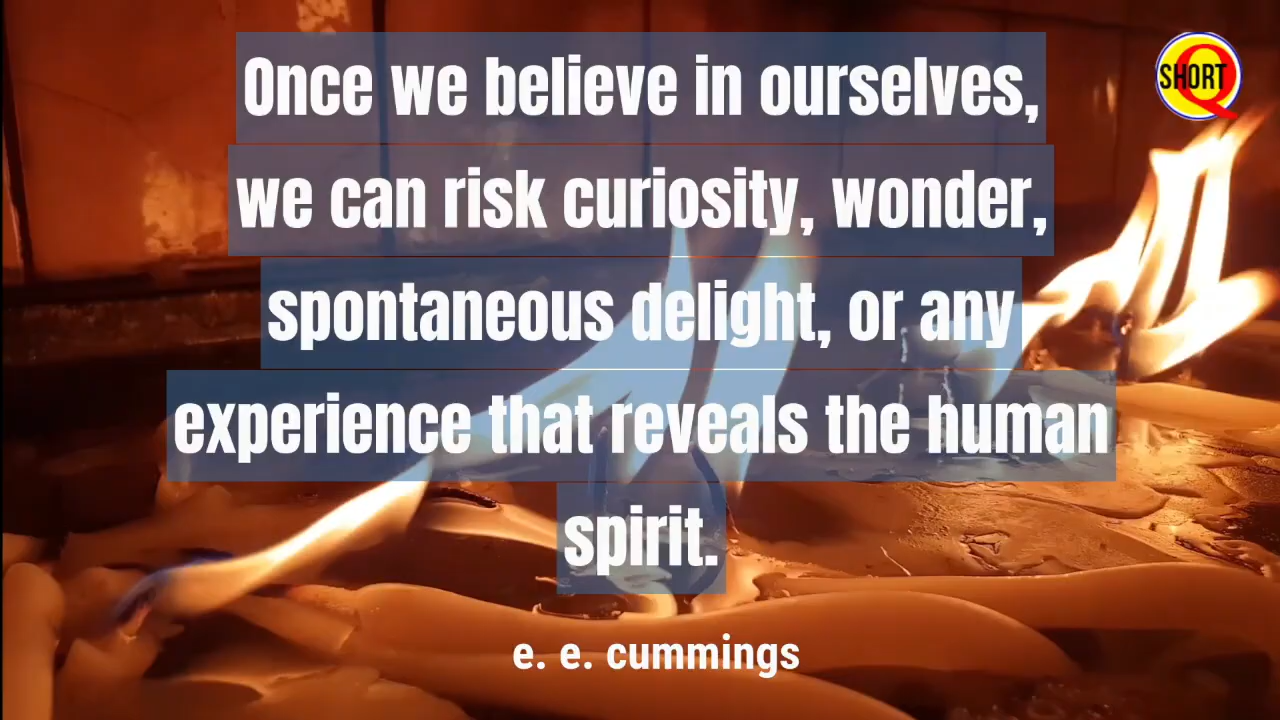 Once we believe in ourselves,
we can risk curiosity, wonder,
spontaneous delight, or any
experience that reveals the human
spirit.
e. e. cummings
SHORT Q